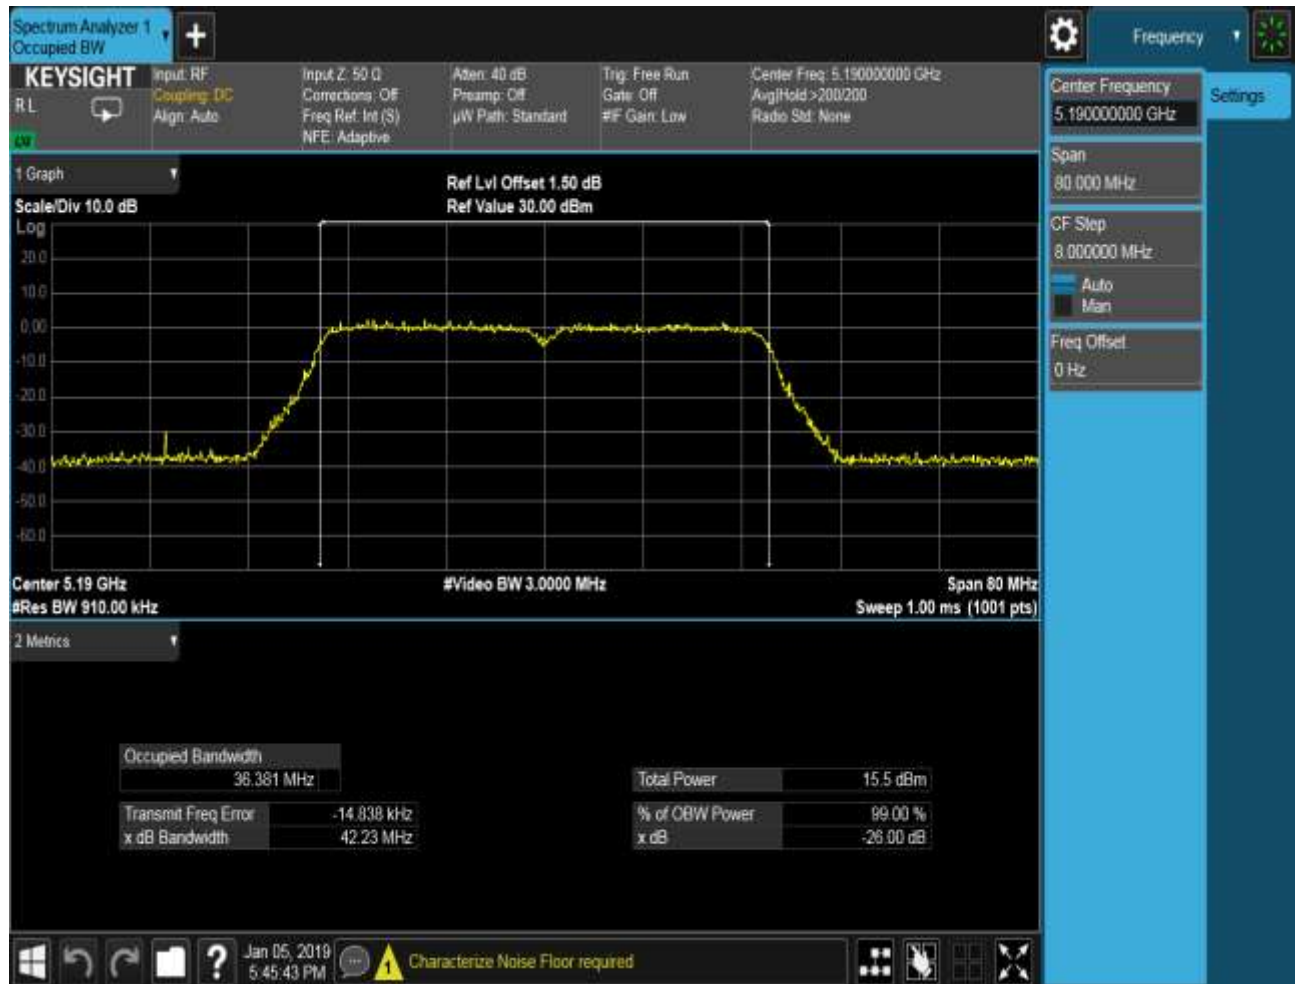 Spectrum Analyzer 1
Occupied BW
Frequency
KEYSIGHT
R L
Input: RF
Coupling: DC
Align: Auto
Input Z: 50 Ω
Corrections: Off
Freq Ref: Int (S)
NFE: Adaptive
Atten: 40 dB
Preamp: Off
µW Path: Standard
Trig: Free Run
Gate: Off
#IF Gain: Low
Center Freq: 5.190000000 GHz
Avg|Hold:>200/200
Radio Std: None
Center Frequency
5.190000000 GHz
Settings
Span
80.000 MHz
CF Step
8.000000 MHz
Auto
Man
Freq Offset
0 Hz
1 Graph
Scale/Div 10.0 dB
Ref Lvl Offset 1.50 dB
Ref Value 30.00 dBm
Log
20.0
10.0
0.00
-10.0
-20.0
-30.0
-40.0
-50.0
-60.0
Center 5.19 GHz
#Video BW 3.0000 MHz
Span 80 MHz
#Res BW 910.00 kHz
Sweep 1.00 ms (1001 pts)
2 Metrics
Occupied Bandwidth
36.381 MHz
Total Power 15.5 dBm
Transmit Freq Error -14.838 kHz
% of OBW Power 99.00 %
x dB Bandwidth 42.23 MHz
x dB -26.00 dB
?
Jan 05, 2019
5:45:43 PM
1
Characterize Noise Floor required